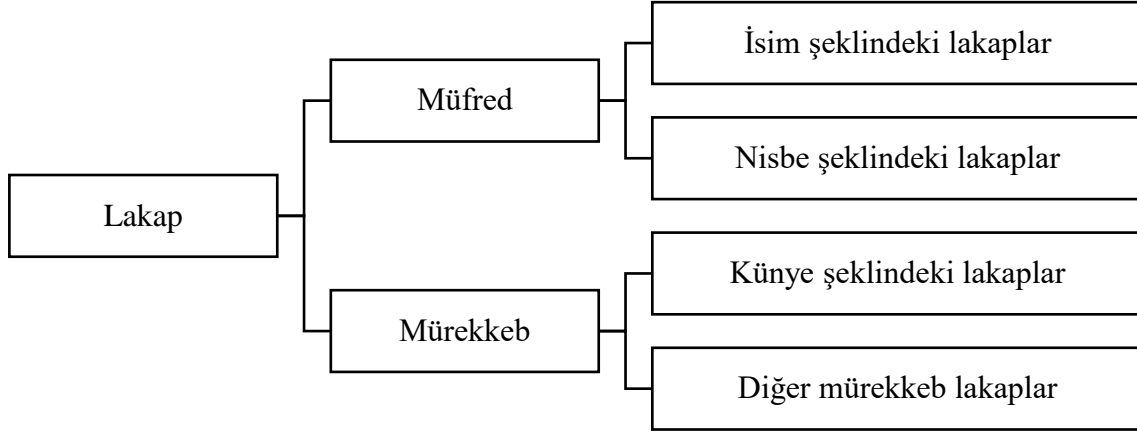 Lakap
Müfred
İsim şeklindeki lakaplar
Nisbe şeklindeki lakaplar
Mürekkeb
Künye şeklindeki lakaplar
Diğer mürekkeb lakaplar